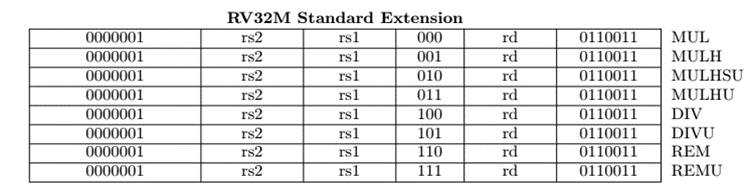 RV32M Standard Extension
0000001 rs2 rs1 000 rd 0110011 MUL
0000001 rs2 rs1 001 rd 0110011 MULH
0000001 rs2 rs1 010 rd 0110011 MULHSU
0000001 rs2 rs1 011 rd 0110011 MULHU
0000001 rs2 rs1 100 rd 0110011 DIV
0000001 rs2 rs1 101 rd 0110011 DIVU
0000001 rs2 rs1 110 rd 0110011 REM
0000001 rs2 rs1 111 rd 0110011 REMU